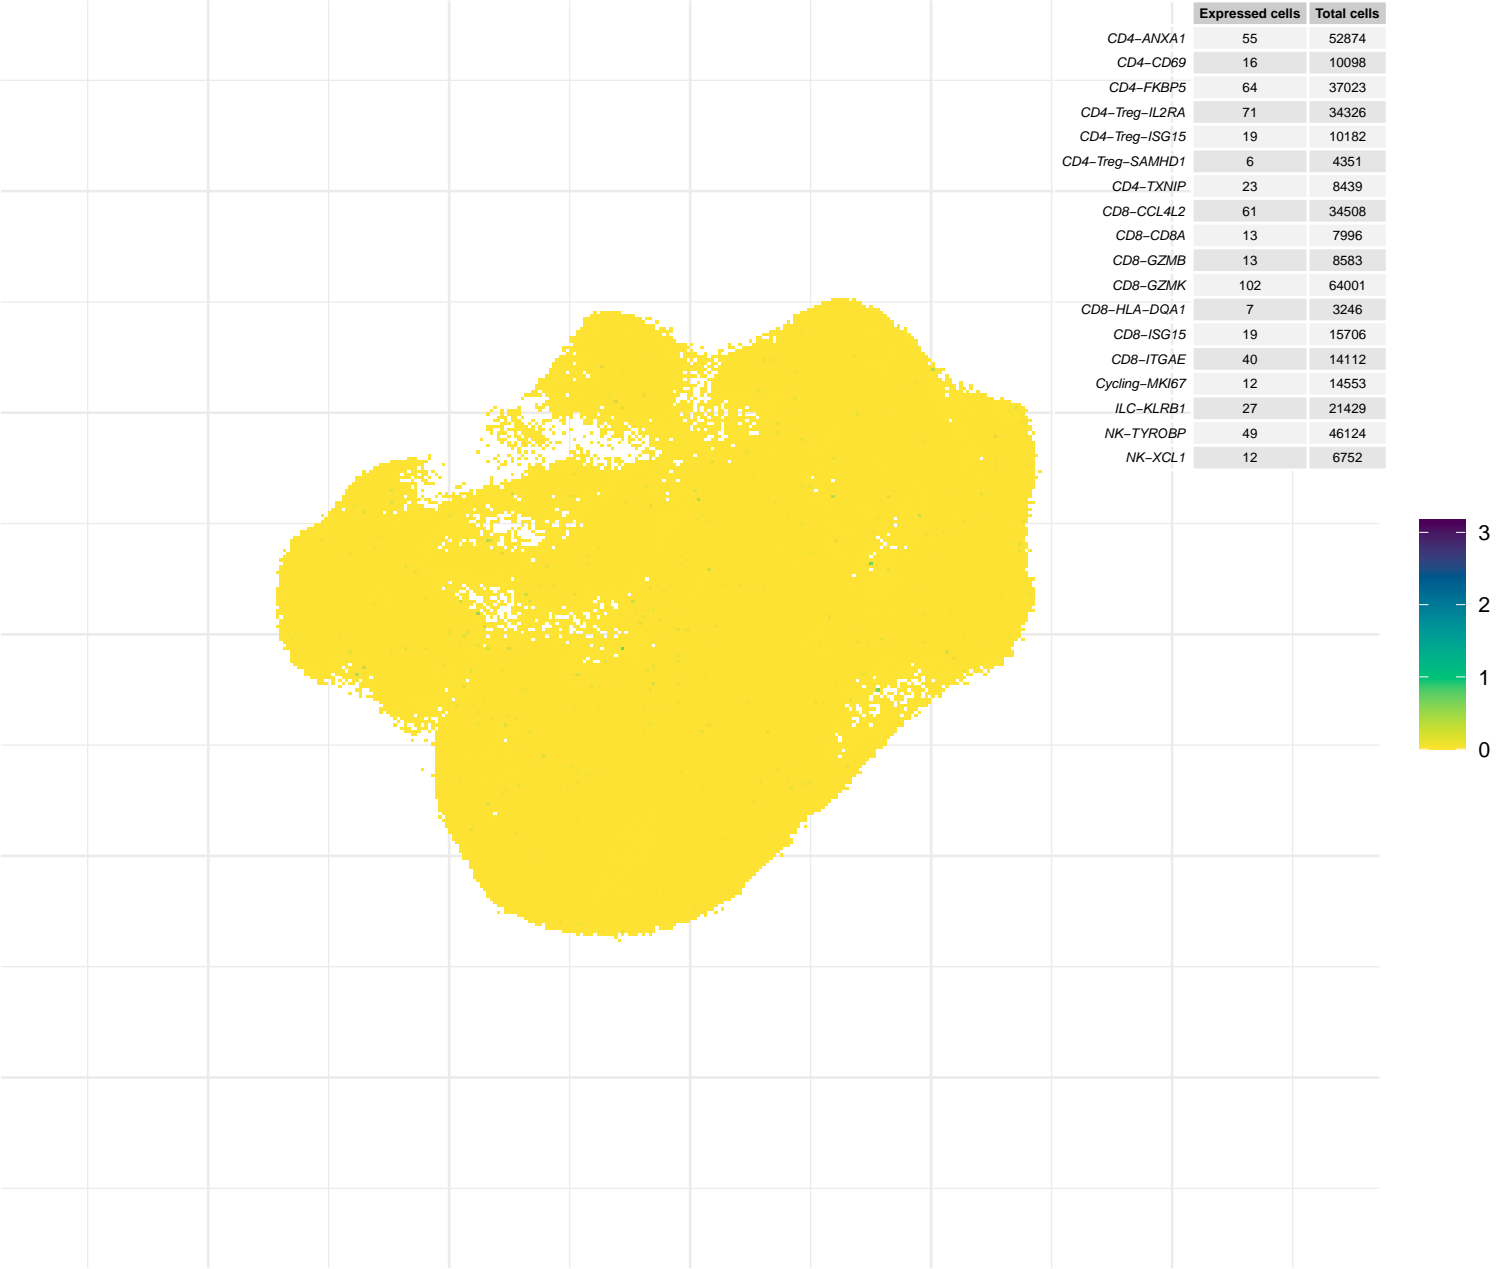 Expressed cells Total cells
CD4−ANXA1 55 52874
CD4−CD69 16 10098
CD4−FKBP5 64 37023
CD4−Treg−IL2RA 71 34326
CD4−Treg−ISG15 19 10182
CD4−Treg−SAMHD1 6 4351
CD4−TXNIP 23 8439
CD8−CCL4L2 61 34508
CD8−CD8A 13 7996
CD8−GZMB 13 8583
CD8−GZMK 102 64001
CD8−HLA−DQA1 7 3246
CD8−ISG15 19 15706
CD8−ITGAE 40 14112
Cycling−MKI67 12 14553
ILC−KLRB1 27 21429
NK−TYROBP 49 46124
NK−XCL1 12 6752
3
2
1
0